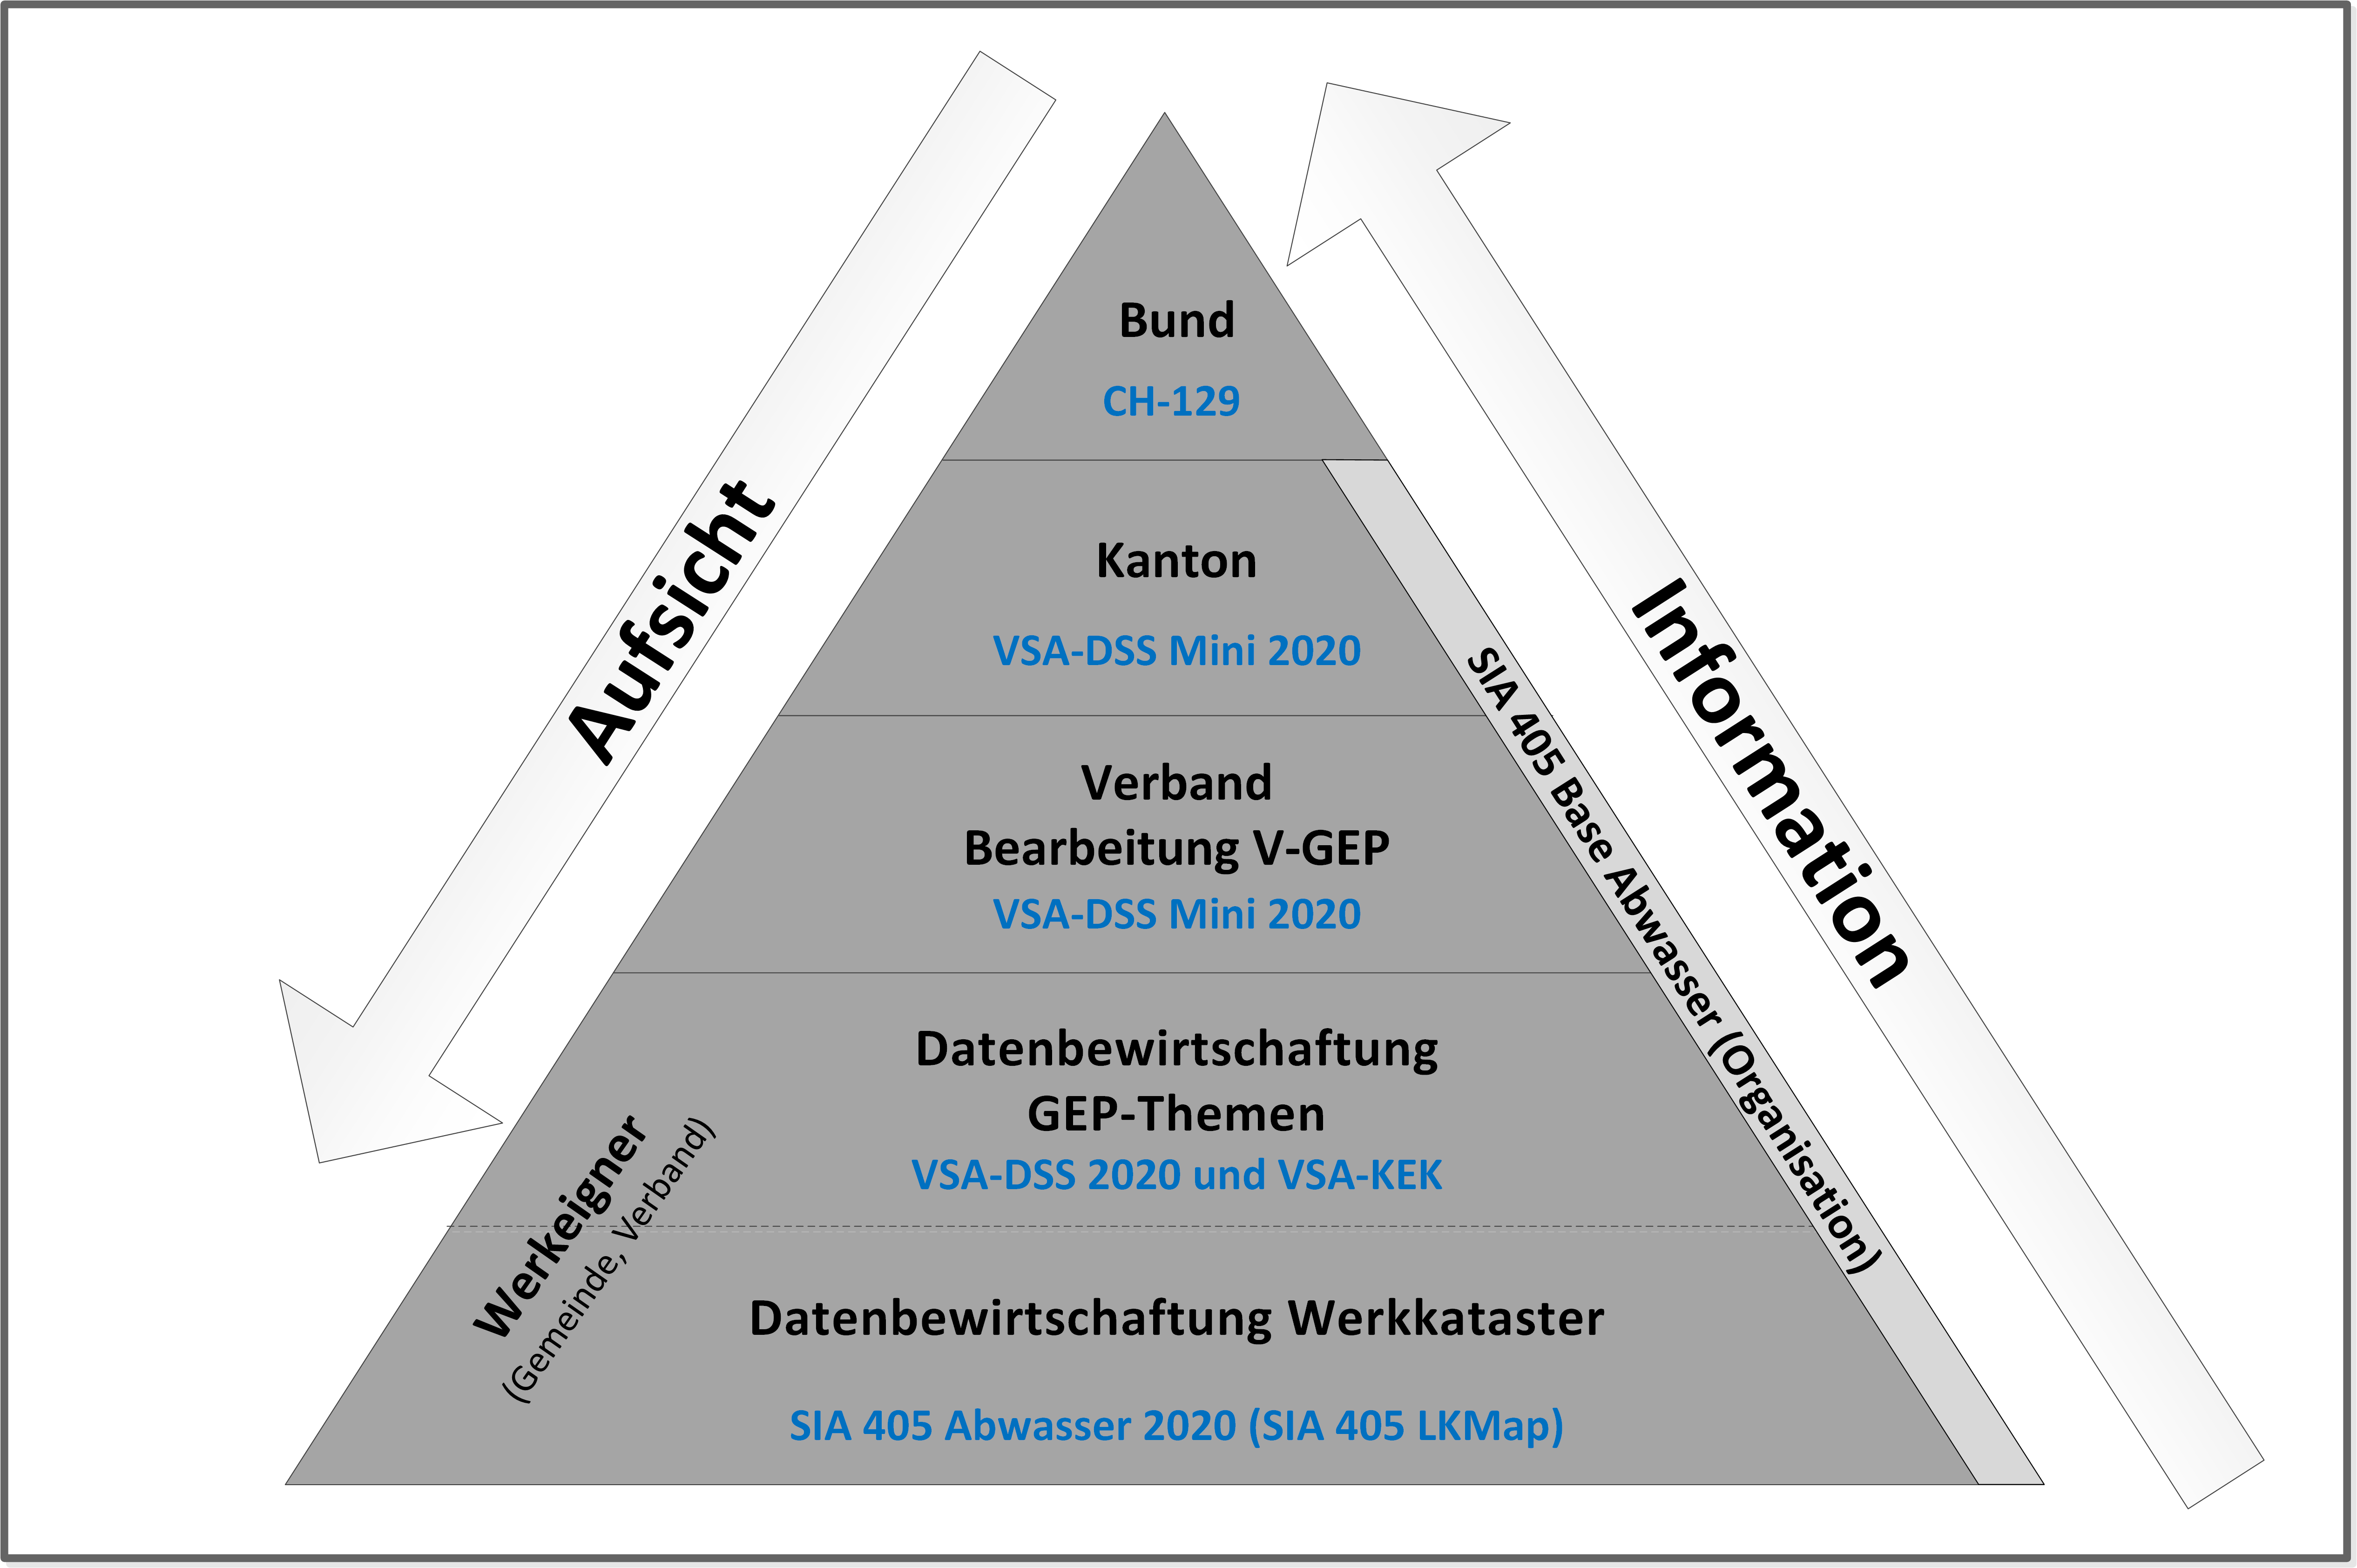 Bund
CH-129
Kanton
VSA-DSS Mini 2020
Verband
Bearbeitung V-GEP
VSA-DSS Mini 2020
Datenbewirtschaftung
GEP-Themen
VSA-DSS 2020 und VSA-KEK
Datenbewirtschaftung Werkkataster
SIA 405 Abwasser 2020 (SIA 405 LKMap)
Aufsicht
Werkeigner
(Gemeinde, Verband)
SIA 405 Base Abwasser (Organisation)
Information